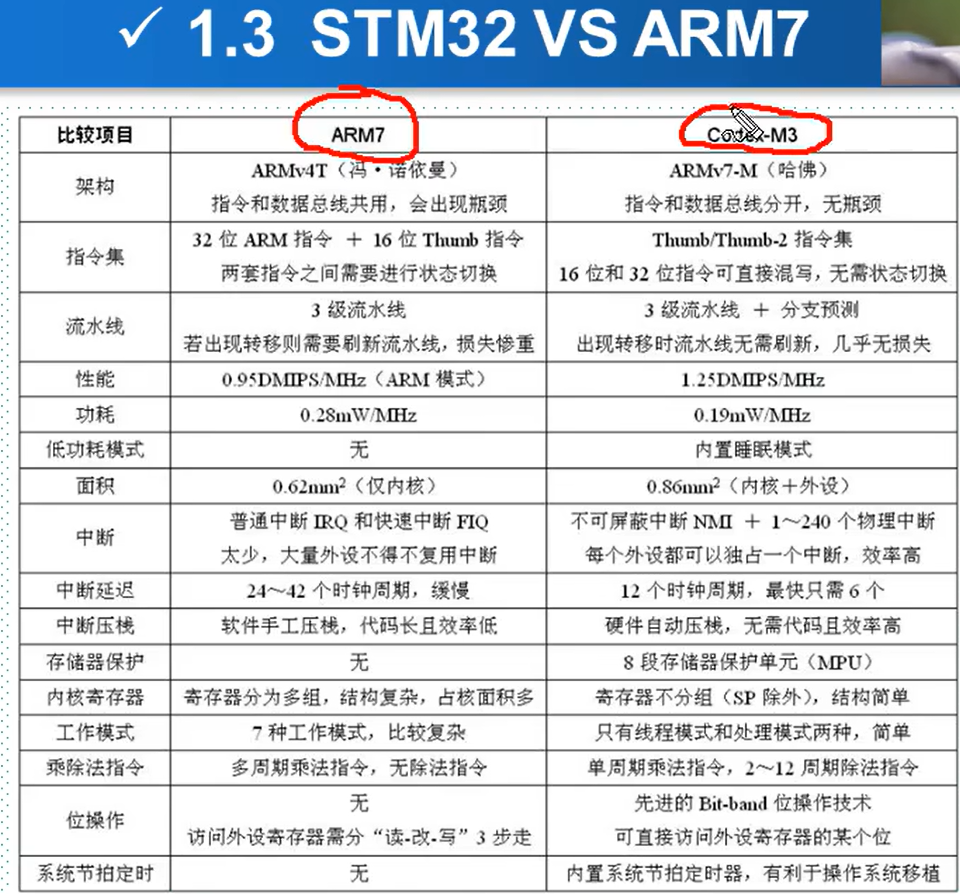 ✓ 1.3 STM32 VS ARM7
比较项目 ARM7 Cortex-M3
架构
ARMv4T（冯·诺依曼） ARMv7-M（哈佛）
指令和数据总线共用，会出现瓶颈 指令和数据总线分开，无瓶颈
指令集
32 位 ARM 指令 ＋ 16 位 Thumb 指令 Thumb/Thumb-2 指令集
两套指令之间需要进行状态切换 16 位和 32 位指令可直接混写，无需状态切换
流水线
3 级流水线 3 级流水线 ＋ 分支预测
若出现转移则需要刷新流水线，损失惨重 出现转移时流水线无需刷新，几乎无损失
性能 0.95DMIPS/MHz（ARM 模式） 1.25DMIPS/MHz
功耗 0.28mW/MHz 0.19mW/MHz
低功耗模式 无 内置睡眠模式
面积 0.62mm²（仅内核） 0.86mm²（内核＋外设）
中断
普通中断 IRQ 和快速中断 FIQ 不可屏蔽中断 NMI ＋ 1～240 个物理中断
太少，大量外设不得不复用中断 每个外设都可以独占一个中断，效率高
中断延迟 24～42 个时钟周期，缓慢 12 个时钟周期，最快只需 6 个
中断压栈 软件手工压栈，代码长且效率低 硬件自动压栈，无需代码且效率高
存储器保护 无 8 段存储器保护单元（MPU）
内核寄存器 寄存器分为多组，结构复杂，占核面积多 寄存器不分组（SP 除外），结构简单
工作模式 7 种工作模式，比较复杂 只有线程模式和处理模式两种，简单
乘除法指令 多周期乘法指令，无除法指令 单周期乘法指令，2～12 周期除法指令
位操作
无 先进的 Bit-band 位操作技术
访问外设寄存器需分“读-改-写”3 步走 可直接访问外设寄存器的某个位
系统节拍定时 无 内置系统节拍定时器，有利于操作系统移植